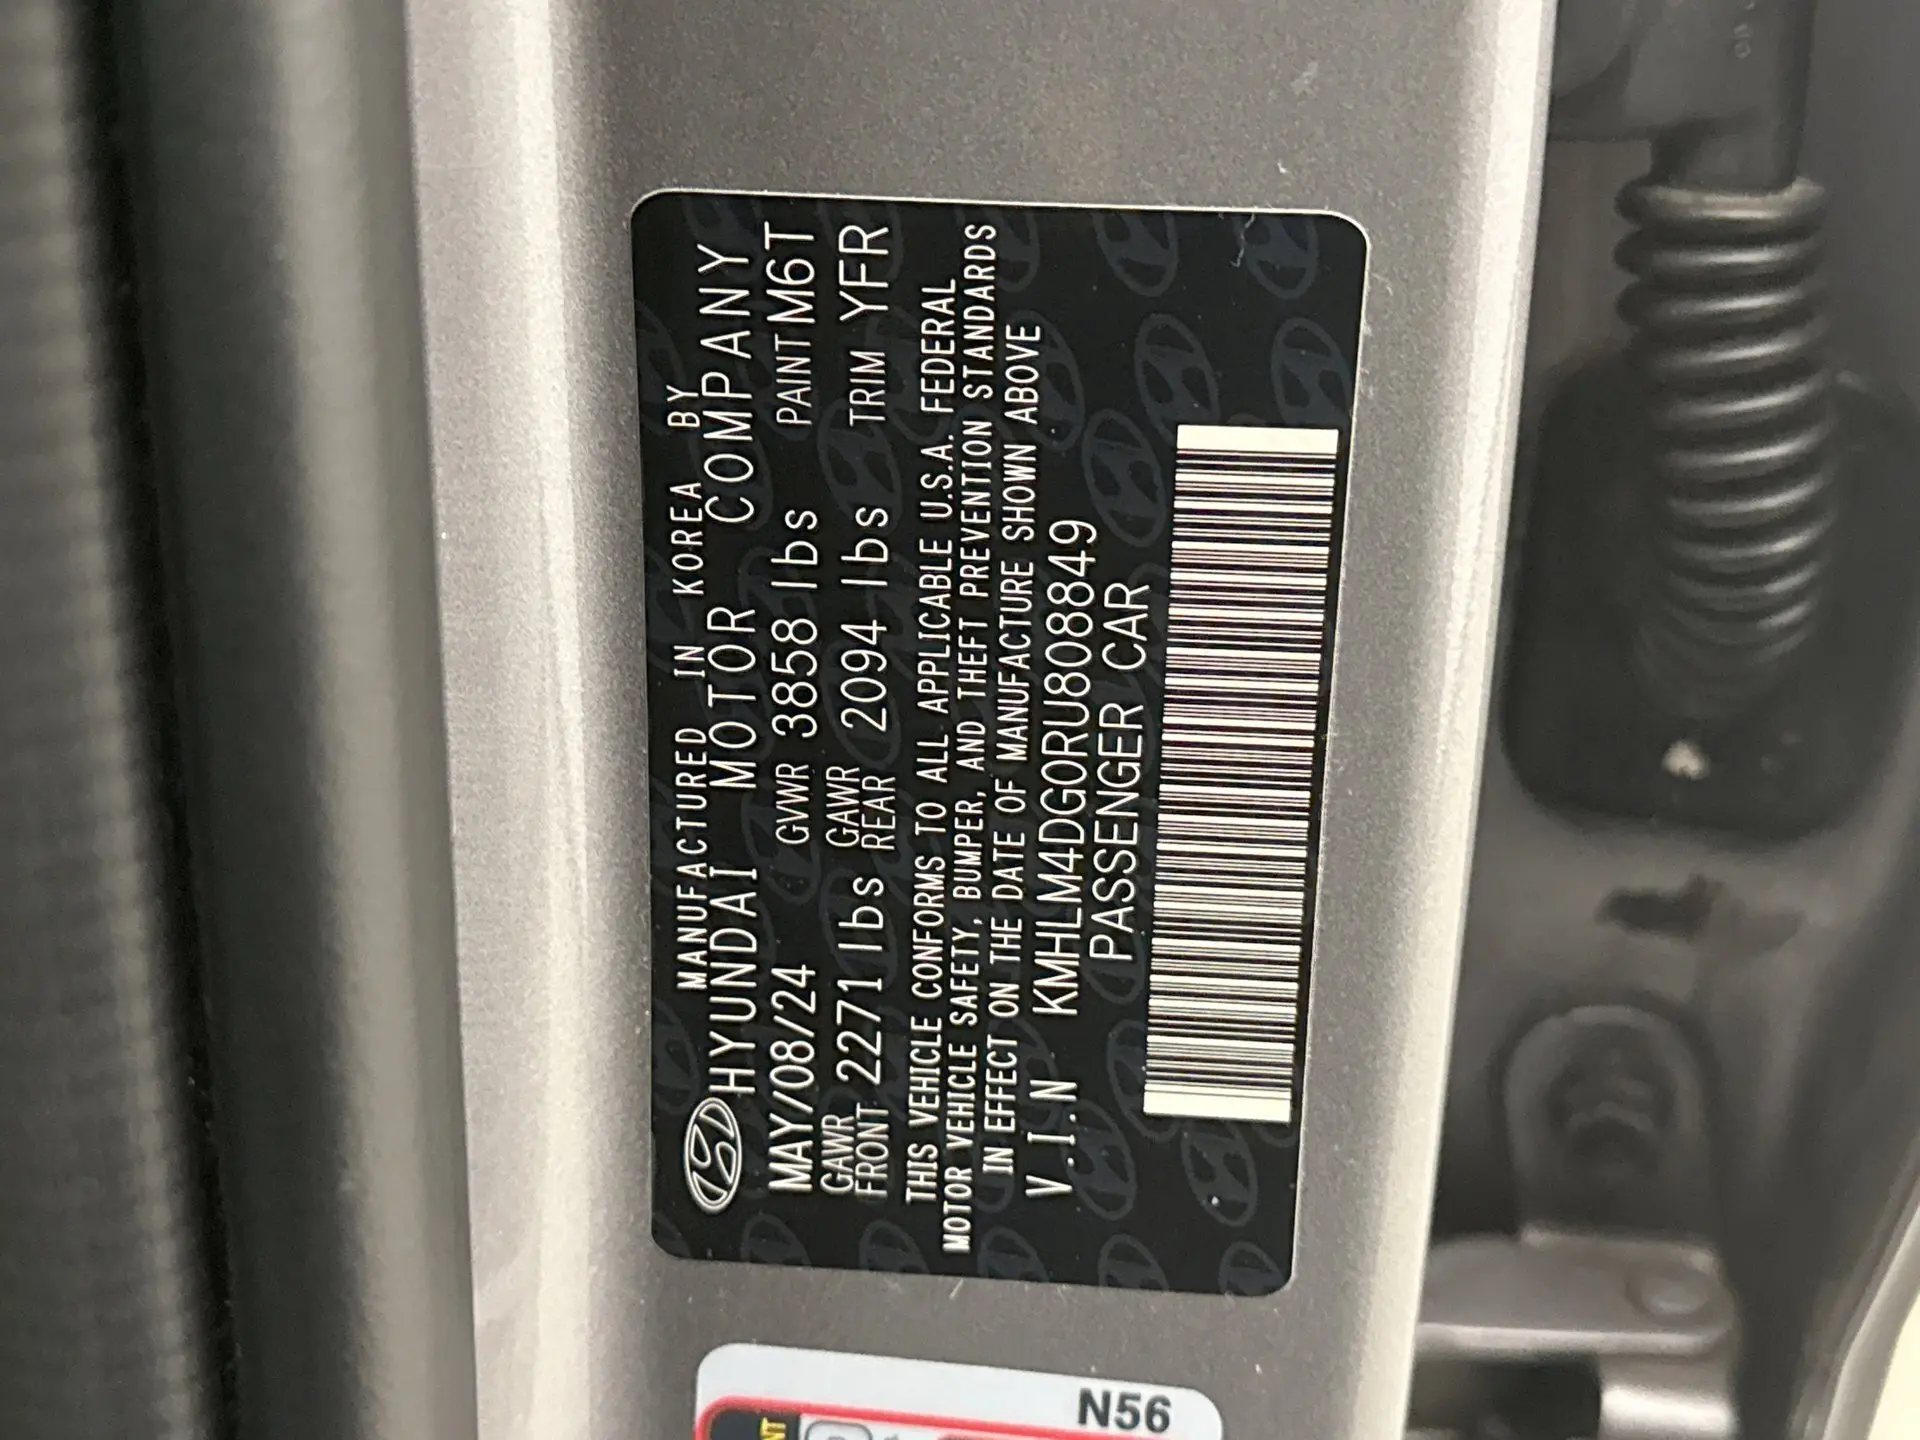 MANUFACTURED IN KOREA BY
HYUNDAI MOTOR COMPANY
MAY/08/24 GVWR 3858 lbs PAINT M6T
GAWR FRONT 2271 lbs GAWR REAR 2094 lbs TRIM YFR
THIS VEHICLE CONFORMS TO ALL APPLICABLE U.S.A. FEDERAL
MOTOR VEHICLE SAFETY, BUMPER, AND THEFT PREVENTION STANDARDS
IN EFFECT ON THE DATE OF MANUFACTURE SHOWN ABOVE
V.I.N KMHLM4DG0RU808849
PASSENGER CAR
N56